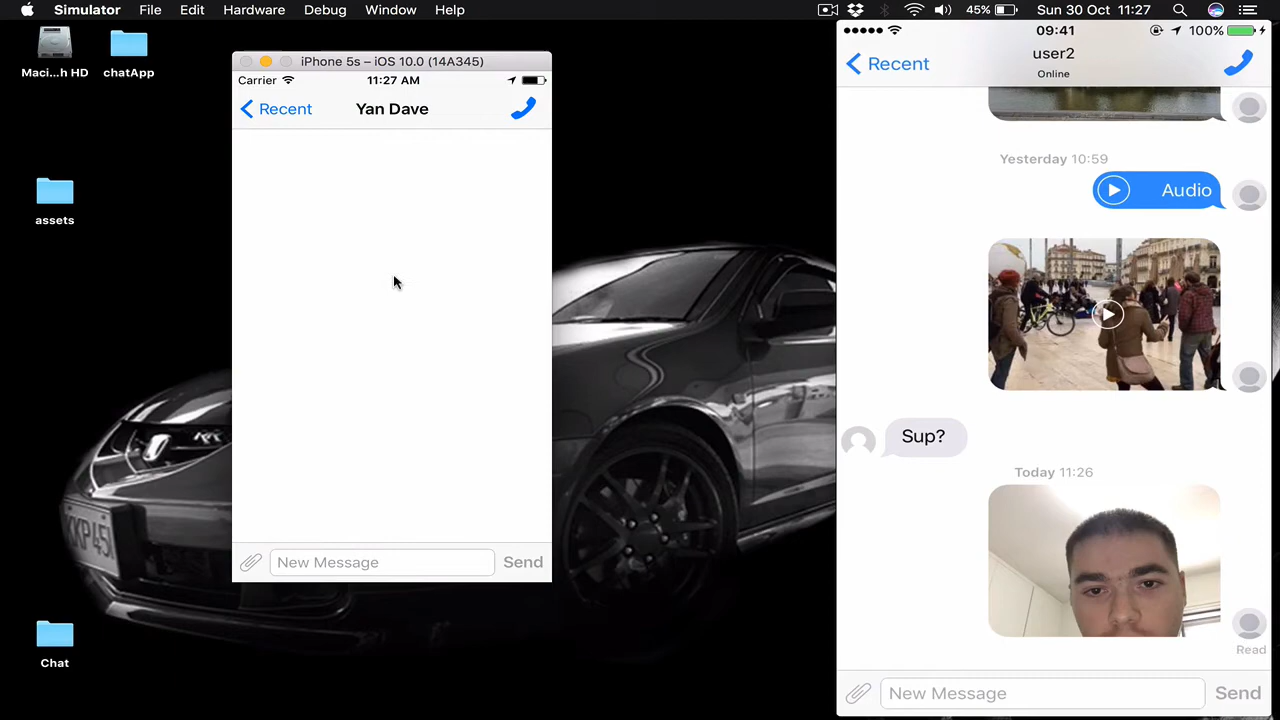 Simulator File Edit Hardware Debug Window Help 45% Sun 30 Oct 11:27
Maci...h HD
chatApp
assets
Chat
iPhone 5s – iOS 10.0 (14A345)
Carrier 11:27 AM
Recent Yan Dave
New Message Send
09:41 100%
Recent user2
Online
Yesterday 10:59
Audio
Sup?
Today 11:26
Read
New Message Send
KKP45